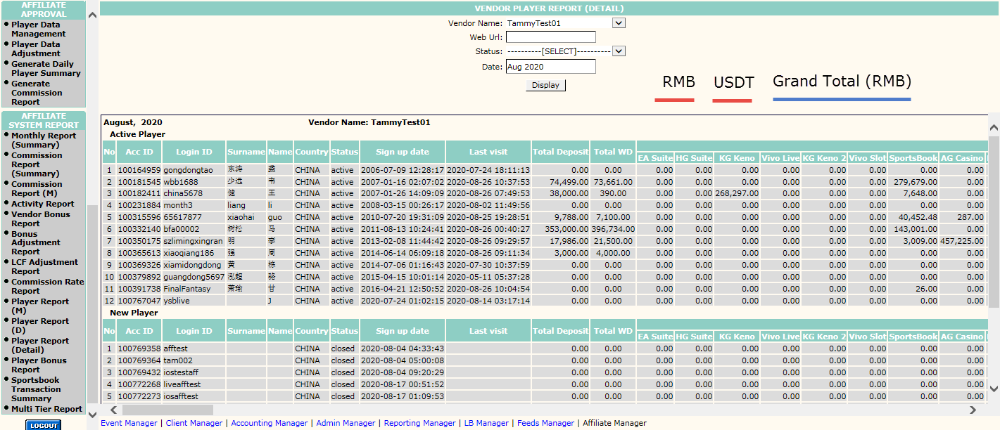 AFFILIATE
APPROVAL
Player Data
Management
Player Data
Adjustment
Generate Daily
Player Summary
Generate
Commission
Report
AFFILIATE
SYSTEM REPORT
Monthly Report
(Summary)
Commission
Report
(Summary)
Commission
Report (M)
Activity Report
Vendor Bonus
Report
Bonus
Adjustment
Report
LCF Adjustment
Report
Commission Rate
Report
Player Report
(M)
Player Report
(D)
Player Report
(Detail)
Player Bonus
Report
Sportsbook
Transaction
Summary
Multi Tier Report
LOGOUT
VENDOR PLAYER REPORT (DETAIL)
Vendor Name: TammyTest01
Web Url:
Status: ----------[SELECT]----------
Date: Aug 2020
Display
RMB USDT Grand Total (RMB)
August, 2020 Vendor Name: TammyTest01
Active Player
No Acc ID Login ID Surname Name Country Status Sign up date Last visit Total Deposit Total WD
EA Suite HG Suite KG Keno Vivo Live KG Keno 2 Vivo Slot SportsBook AG Casino
1 100164959 gongdongtao 东涛 龚 CHINA active 2006-07-09 12:28:17 2020-07-24 18:11:13 0.00 0.00 0.00 0.00 0.00 0.00 0.00 0.00 0.00 0.00
2 100181545 wbb1688 少远 韦 CHINA active 2007-01-16 02:07:02 2020-08-26 10:37:53 74,499.00 73,661.00 0.00 0.00 0.00 0.00 0.00 0.00 279,679.00 0.00
3 100182411 china5678 健 王 CHINA active 2007-01-26 14:09:09 2020-08-26 07:49:53 38,000.00 390.00 0.00 0.00 268,297.00 0.00 0.00 0.00 7,648.00 0.00
4 100231884 month3 liang li CHINA active 2008-03-15 00:26:17 2020-08-02 11:49:56 0.00 0.00 0.00 0.00 0.00 0.00 0.00 0.00 0.00 0.00
5 100315596 65617877 xiaohai guo CHINA active 2010-07-20 19:31:09 2020-08-25 19:28:51 9,788.00 7,100.00 0.00 0.00 0.00 0.00 0.00 0.00 40,452.48 287.00
6 100332140 bfa00002 树松 马 CHINA active 2011-08-13 10:24:41 2020-08-26 00:40:27 353,000.00 396,734.00 0.00 0.00 0.00 0.00 0.00 0.00 143,001.00 0.00
7 100350175 szlimingxingran 明 李 CHINA active 2013-02-08 11:44:42 2020-08-26 09:29:57 17,986.00 21,500.00 0.00 0.00 0.00 0.00 0.00 0.00 3,009.00 457,225.00
8 100365613 xiaoqiang186 强 周 CHINA active 2014-06-14 06:09:18 2020-08-26 09:11:34 3,000.00 4,000.00 0.00 0.00 0.00 0.00 0.00 0.00 0.00 0.00
9 100369326 xiamidongdong 黄 栋 CHINA active 2014-07-06 01:16:43 2020-07-30 10:37:59 0.00 0.00 0.00 0.00 0.00 0.00 0.00 0.00 0.00 0.00
10 100379892 guangdong5697 泓超 骆 CHINA active 2015-04-15 10:01:14 2020-05-11 05:37:28 0.00 0.00 0.00 0.00 0.00 0.00 0.00 0.00 0.00 0.00
11 100391738 FinalFantasy 萧瑜 甘 CHINA active 2016-04-21 12:50:52 2020-08-26 10:04:54 0.00 0.00 0.00 0.00 0.00 0.00 0.00 0.00 26.00 0.00
12 100767047 ysblive J CHINA active 2020-07-24 01:02:15 2020-08-14 03:17:14 0.00 0.00 0.00 0.00 0.00 0.00 0.00 0.00 0.00 0.00
New Player
No Acc ID Login ID Surname Name Country Status Sign up date Last visit Total Deposit Total WD
EA Suite HG Suite KG Keno Vivo Live KG Keno 2 Vivo Slot SportsBook AG Casino
1 100769358 afftest CHINA closed 2020-08-04 04:33:43 0.00 0.00 0.00 0.00 0.00 0.00 0.00 0.00 0.00 0.00
2 100769364 tam002 CHINA closed 2020-08-04 05:00:08 0.00 0.00 0.00 0.00 0.00 0.00 0.00 0.00 0.00 0.00
3 100769432 iostestaff CHINA closed 2020-08-04 09:20:29 0.00 0.00 0.00 0.00 0.00 0.00 0.00 0.00 0.00 0.00
4 100772268 liveafftest CHINA closed 2020-08-17 00:51:52 0.00 0.00 0.00 0.00 0.00 0.00 0.00 0.00 0.00 0.00
5 100772273 iosafftest CHINA closed 2020-08-17 01:09:53 0.00 0.00 0.00 0.00 0.00 0.00 0.00 0.00 0.00 0.00
Event Manager | Client Manager | Accounting Manager | Admin Manager | Reporting Manager | LB Manager | Feeds Manager | Affiliate Manager